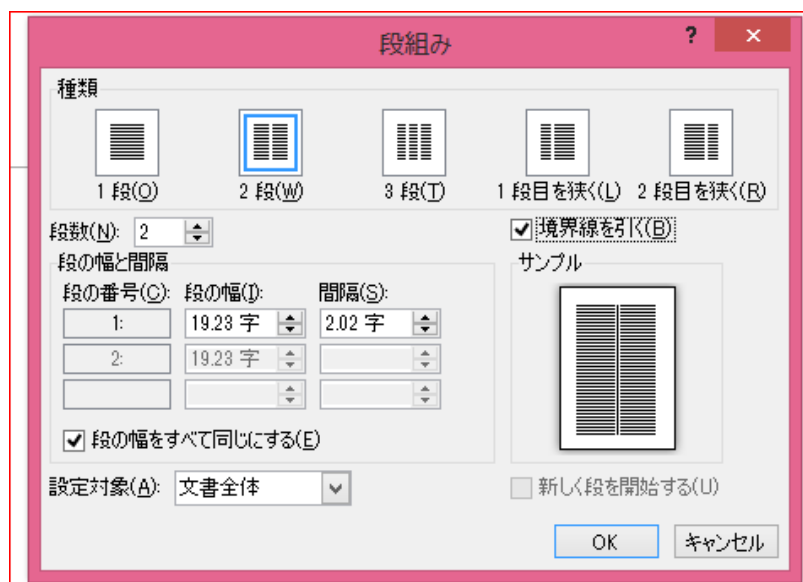 段組み
種類
1 段(O)
2 段(W)
3 段(T)
1 段目を狭く(L)
2 段目を狭く(R)
段数(N): 2
境界線を引く(B)
段の幅と間隔
サンプル
段の番号(C): 段の幅(I): 間隔(S):
1: 19.23 字 2.02 字
2: 19.23 字
段の幅をすべて同じにする(E)
設定対象(A): 文書全体
新しく段を開始する(U)
OK キャンセル